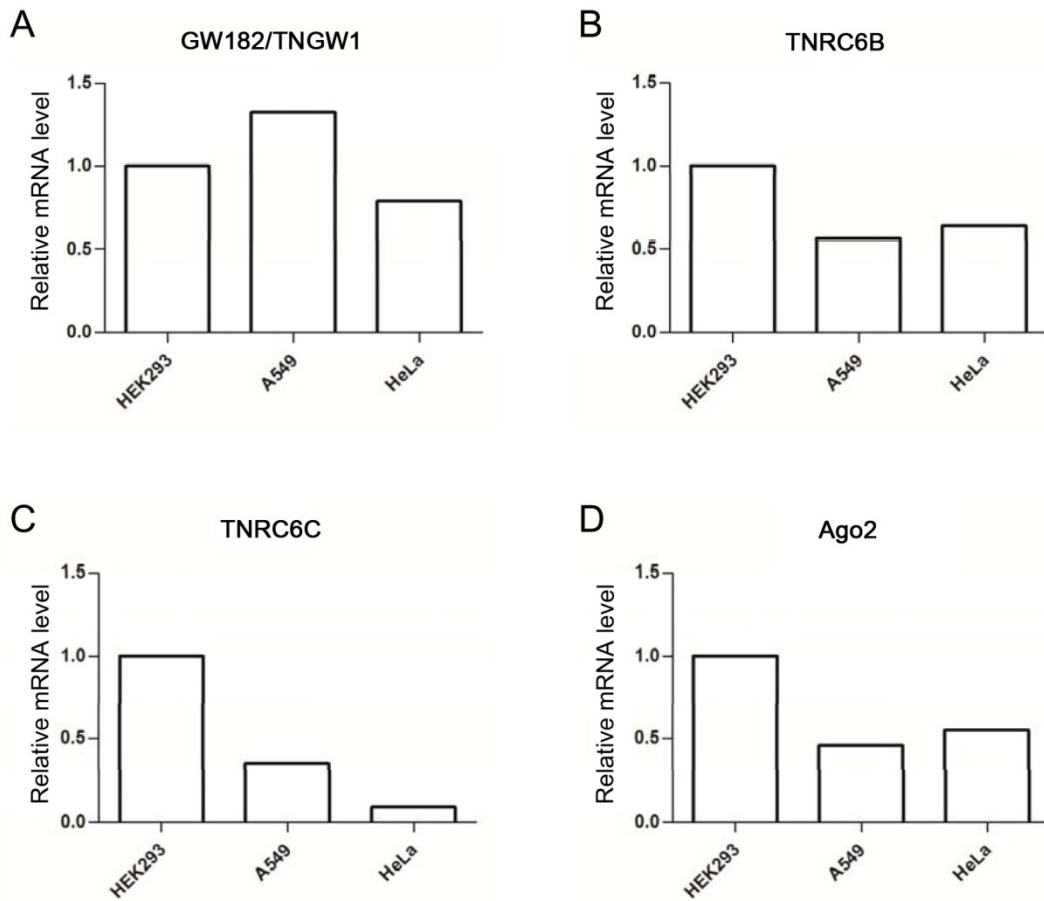 A
GW182/TNGW1
Relative mRNA level
1.5
1.0
0.5
0.0
HEK293
A549
HeLa
B
TNRC6B
Relative mRNA level
1.5
1.0
0.5
0.0
HEK293
A549
HeLa
C
TNRC6C
Relative mRNA level
1.5
1.0
0.5
0.0
HEK293
A549
HeLa
D
Ago2
Relative mRNA level
1.5
1.0
0.5
0.0
HEK293
A549
HeLa